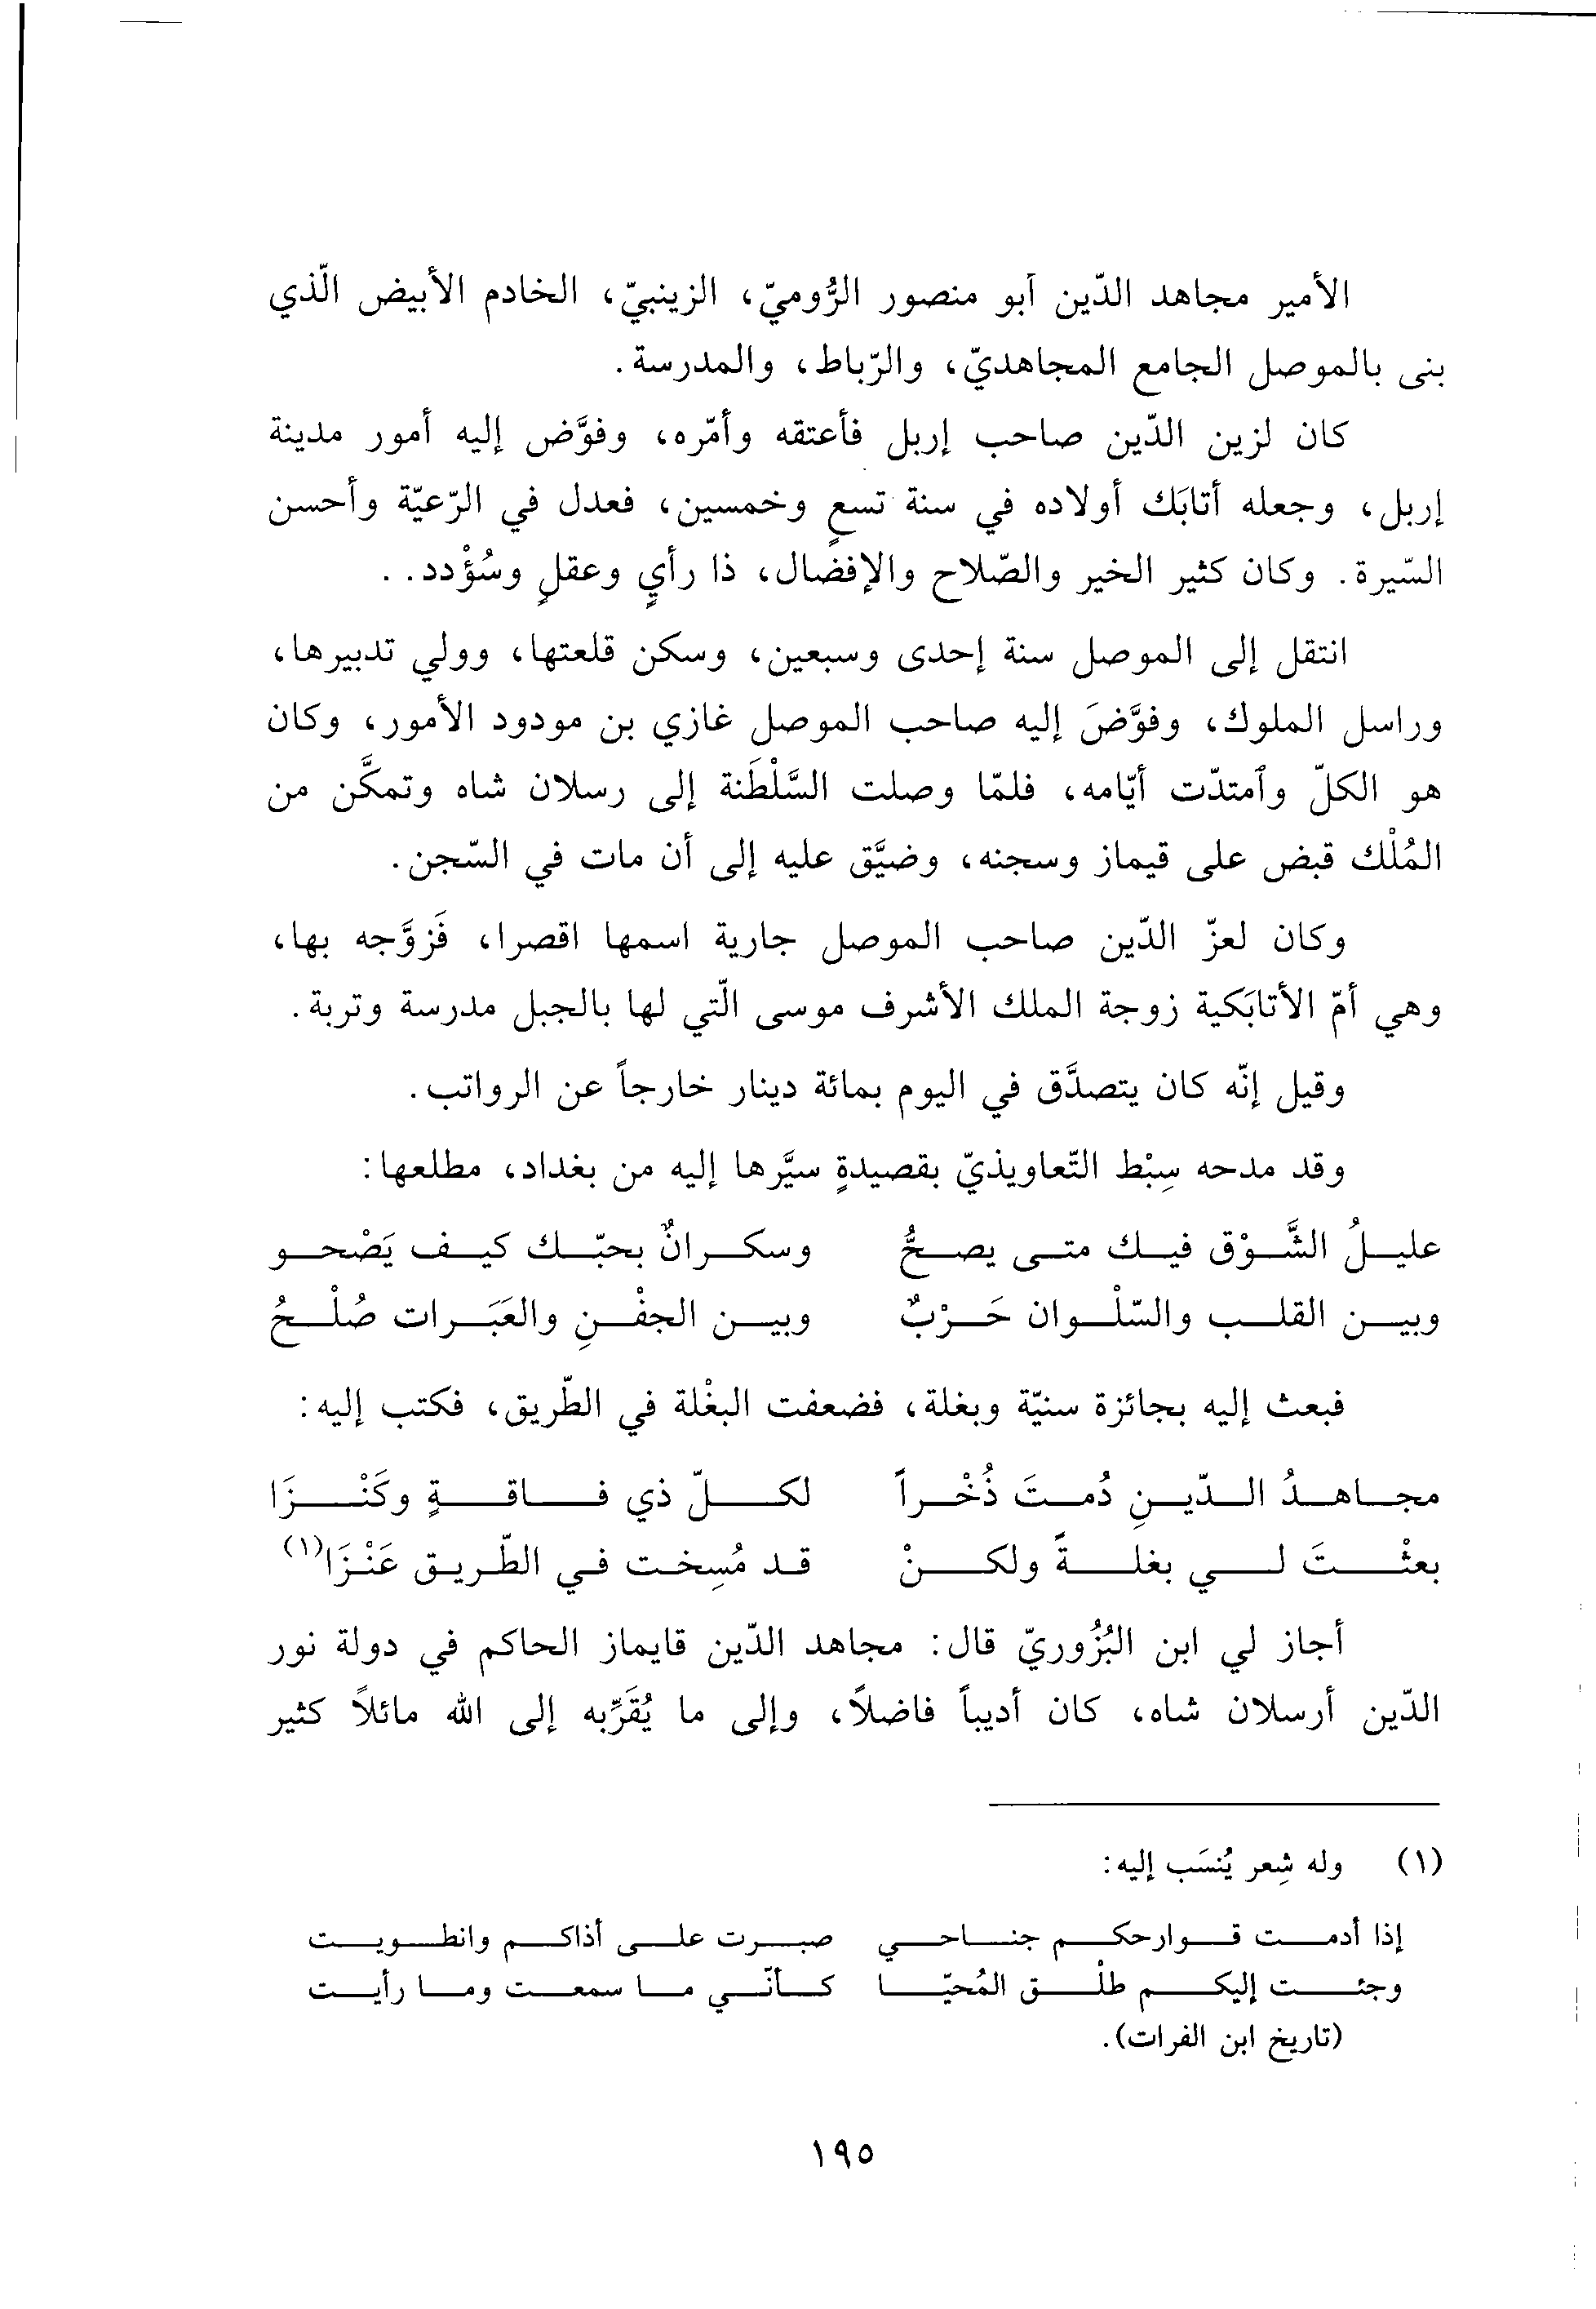 الأمير مجاهد الدّين أبو منصور الرُّوميّ، الزينبيّ، الخادم الأبيض الّذي
بنى بالموصل الجامع المجاهديّ، والرّباط، والمدرسة.
كان لزين الدّين صاحب إربل فأعتقه وأمّره، وفوَّض إليه أمور مدينة
إربل، وجعله أتابَك أولاده في سنة تسعٍ وخمسين، فعدل في الرّعيّة وأحسن
السّيرة. وكان كثير الخير والصّلاح والإفضال، ذا رأيٍ وعقلٍ وسُؤْدد..
انتقل إلى الموصل سنة إحدى وسبعين، وسكن قلعتها، وولي تدبيرها،
وراسل الملوك، وفوَّضَ إليه صاحب الموصل غازي بن مودود الأمور، وكان
هو الكلّ وٱمتدّت أيّامه، فلمّا وصلت السَّلْطَنة إلى رسلان شاه وتمكَّن من
المُلْك قبض على قيماز وسجنه، وضيَّق عليه إلى أن مات في السّجن.
وكان لعزّ الدّين صاحب الموصل جارية اسمها اقصرا، فَزوَّجه بها،
وهي أمّ الأتابَكية زوجة الملك الأشرف موسى الّتي لها بالجبل مدرسة وتربة.
وقيل إنّه كان يتصدَّق في اليوم بمائة دينار خارجاً عن الرواتب.
وقد مدحه سِبْط التّعاويذيّ بقصيدةٍ سيَّرها إليه من بغداد، مطلعها:
عليلُ الشَّوْق فيك متى يصحُّ وسكرانٌ بحبّك كيف يَصْحو
وبين القلب والسّلْوان حَرْبٌ وبين الجفْنِ والعَبَرات صُلْحُ
فبعث إليه بجائزة سنيّة وبغلة، فضعفت البغْلة في الطّريق، فكتب إليه:
مجاهدُ الدّينِ دُمتَ ذُخْراً لكلّ ذي فاقةٍ وكَنْزَا
بعثْتَ لي بغلةً ولكنْ قد مُسِخت في الطّريق عَنْزَا(١)
أجاز لي ابن البُزُوريّ قال: مجاهد الدّين قايماز الحاكم في دولة نور
الدّين أرسلان شاه، كان أديباً فاضلاً، وإلى ما يُقَرِّبه إلى الله مائلاً كثير
(١) وله شِعر يُنسَب إليه:
إذا أدمت قوارحكم جناحي صبرت على أذاكم وانطويت
وجئت إليكم طلْق المُحيّا كأنّي ما سمعت وما رأيت
(تاريخ ابن الفرات).
١٩٥